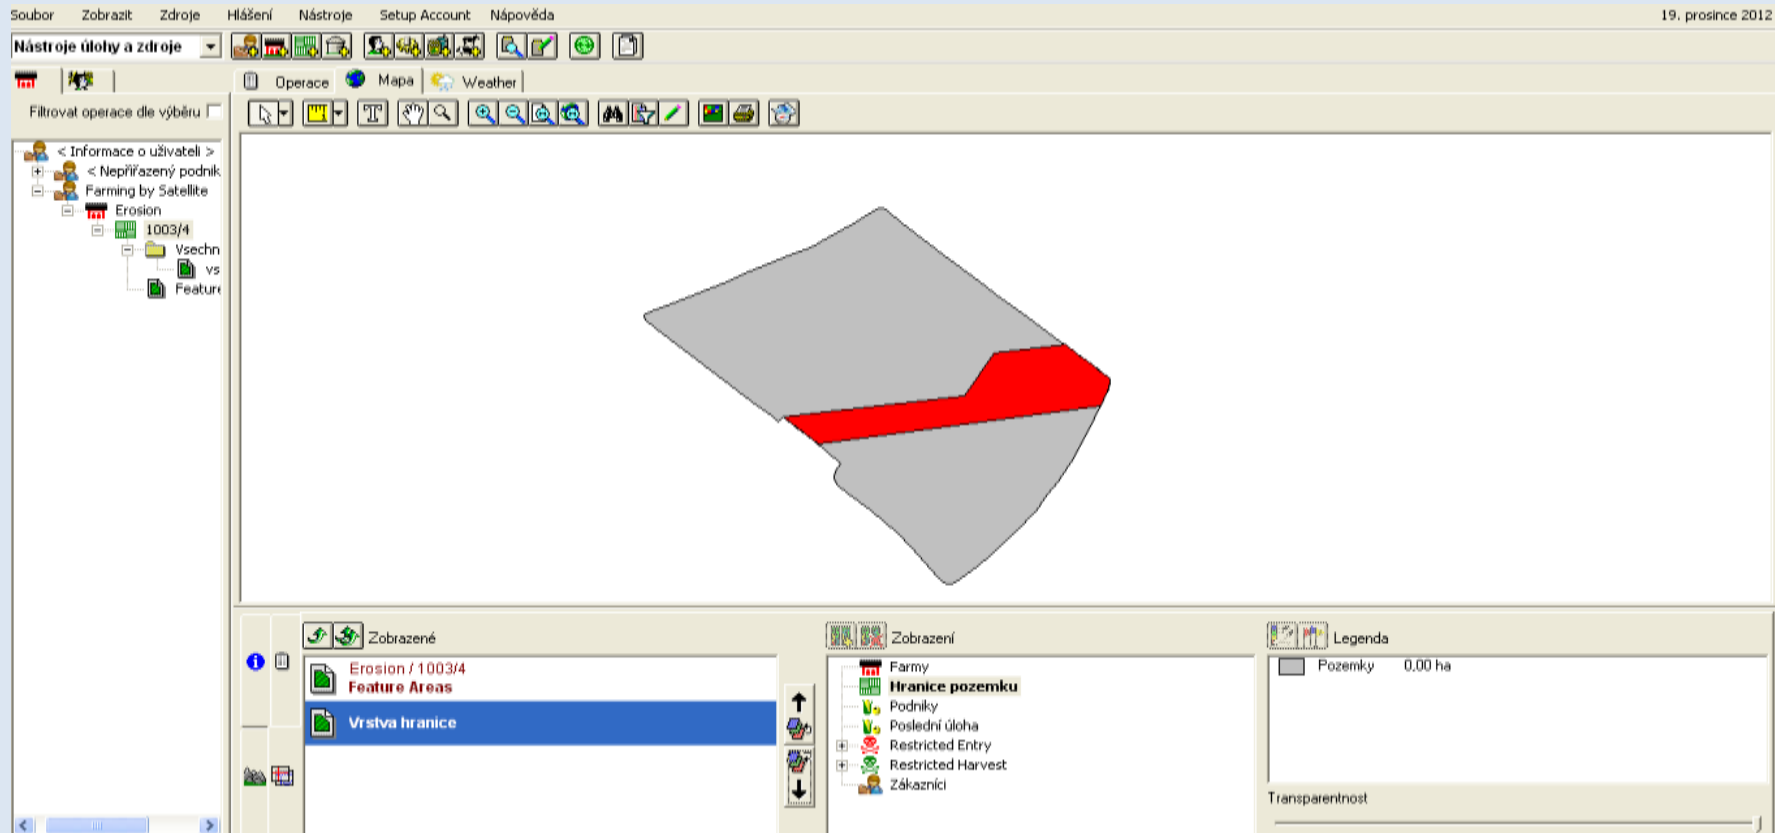 Soubor Zobrazit Zdroje Hlášení Nástroje Setup Account Nápověda 19. prosince 2012
Nástroje úlohy a zdroje
Operace Mapa Weather
Filtrovat operace dle výběru
< Informace o uživateli >
< Nepřiřazený podnik
Farming by Satellite
Erosion
1003/4
Vsechn
vs
Feature
Zobrazené
Erosion / 1003/4
Feature Areas
Vrstva hranice
Zobrazení
Farmy
Hranice pozemku
Podniky
Poslední úloha
Restricted Entry
Restricted Harvest
Zákazníci
Legenda
Pozemky 0,00 ha
Transparentnost